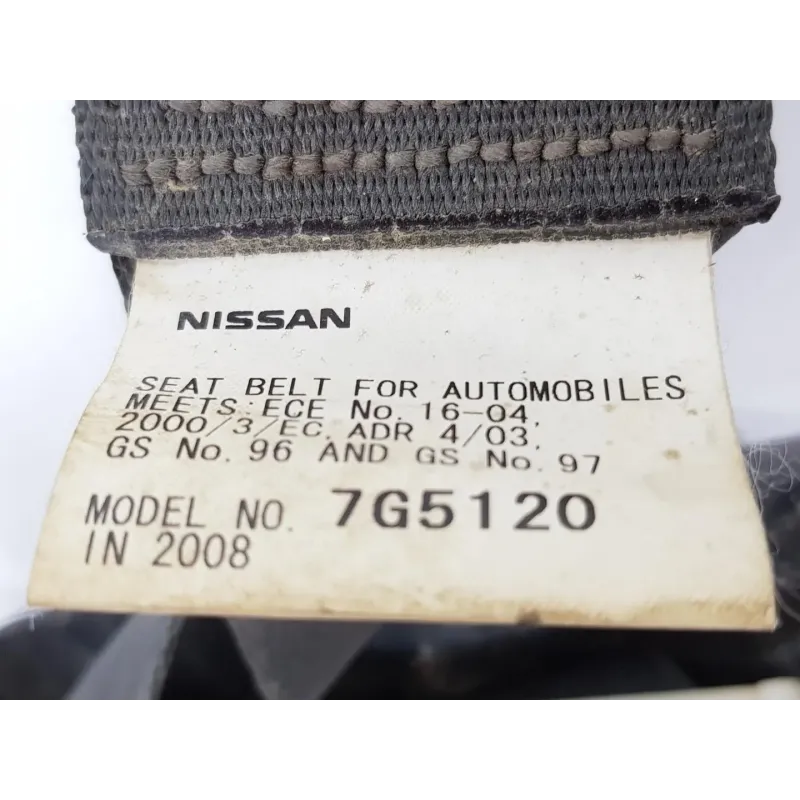 NISSAN
SEAT BELT FOR AUTOMOBILES
MEETS: ECE No. 16-04,
2000/3/EC, ADR 4/03,
GS No. 96 AND GS No. 97
MODEL NO. 7G5120
IN 2008